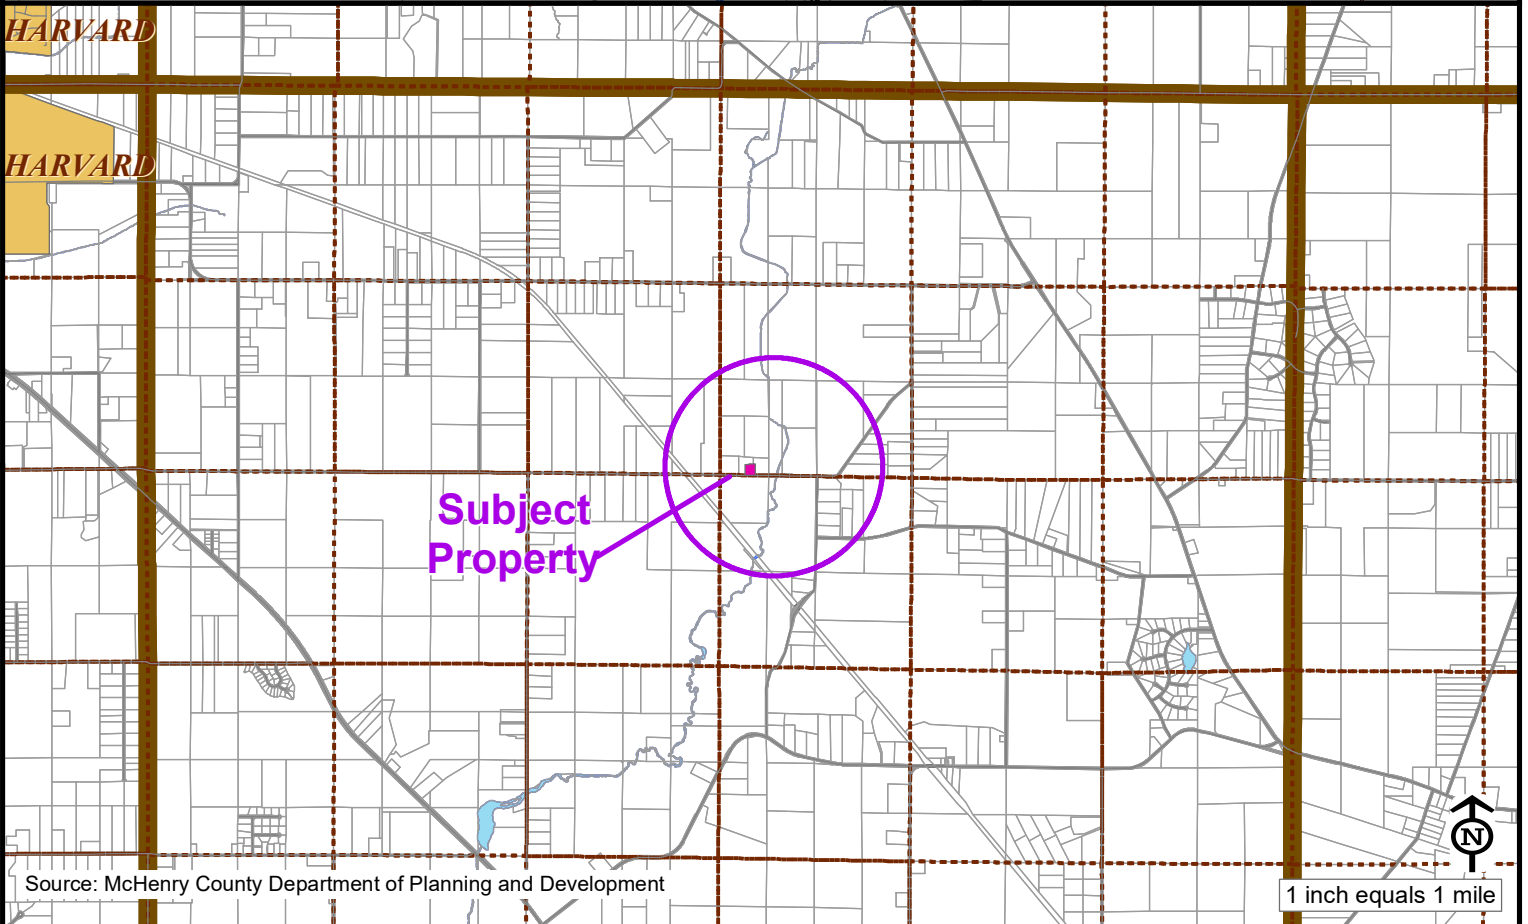 HARVARD
HARVARD
Subject
Property
N
Source: McHenry County Department of Planning and Development
1 inch equals 1 mile